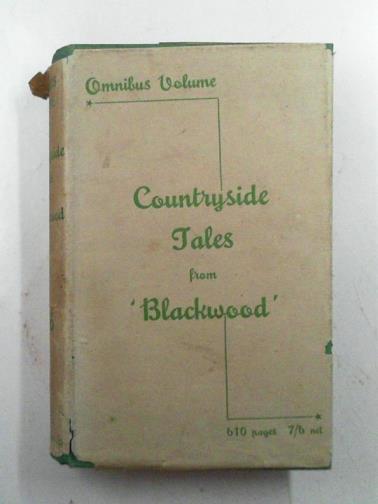 Omnibus Volume
Countryside
Tales
from
'Blackwood'
610 pages 7/6 net